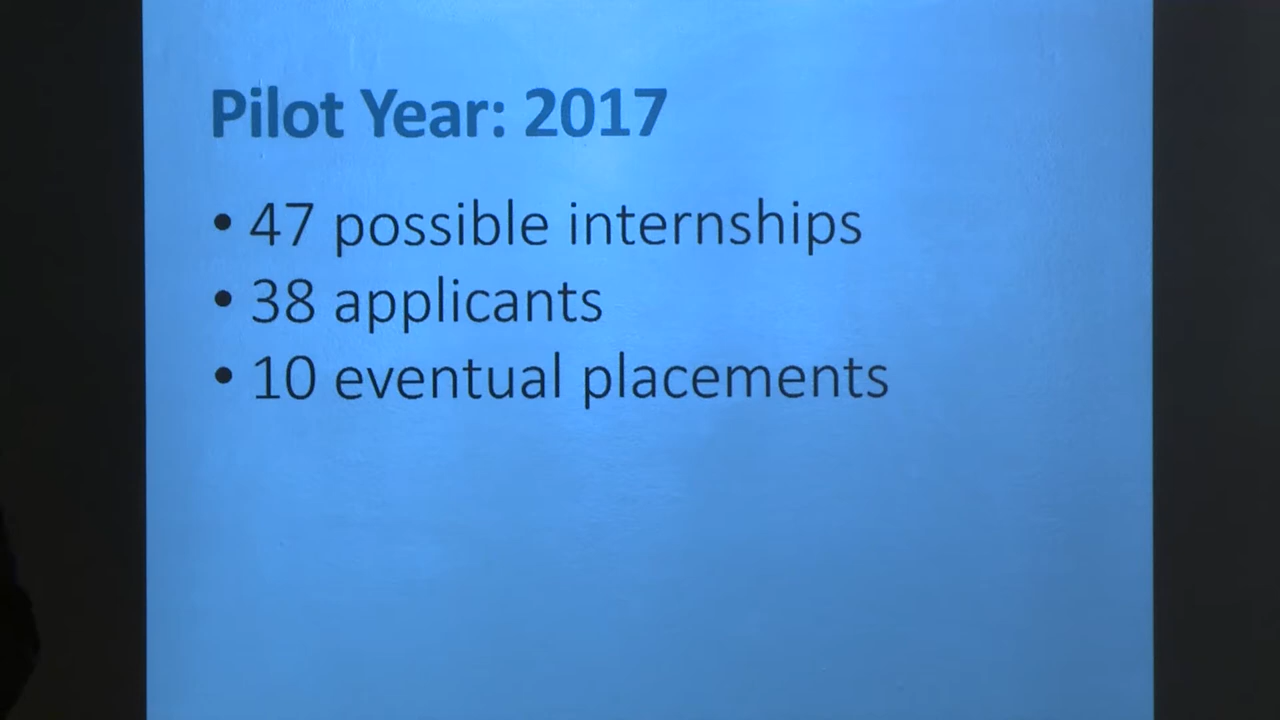 Pilot Year: 2017
• 47 possible internships
• 38 applicants
• 10 eventual placements